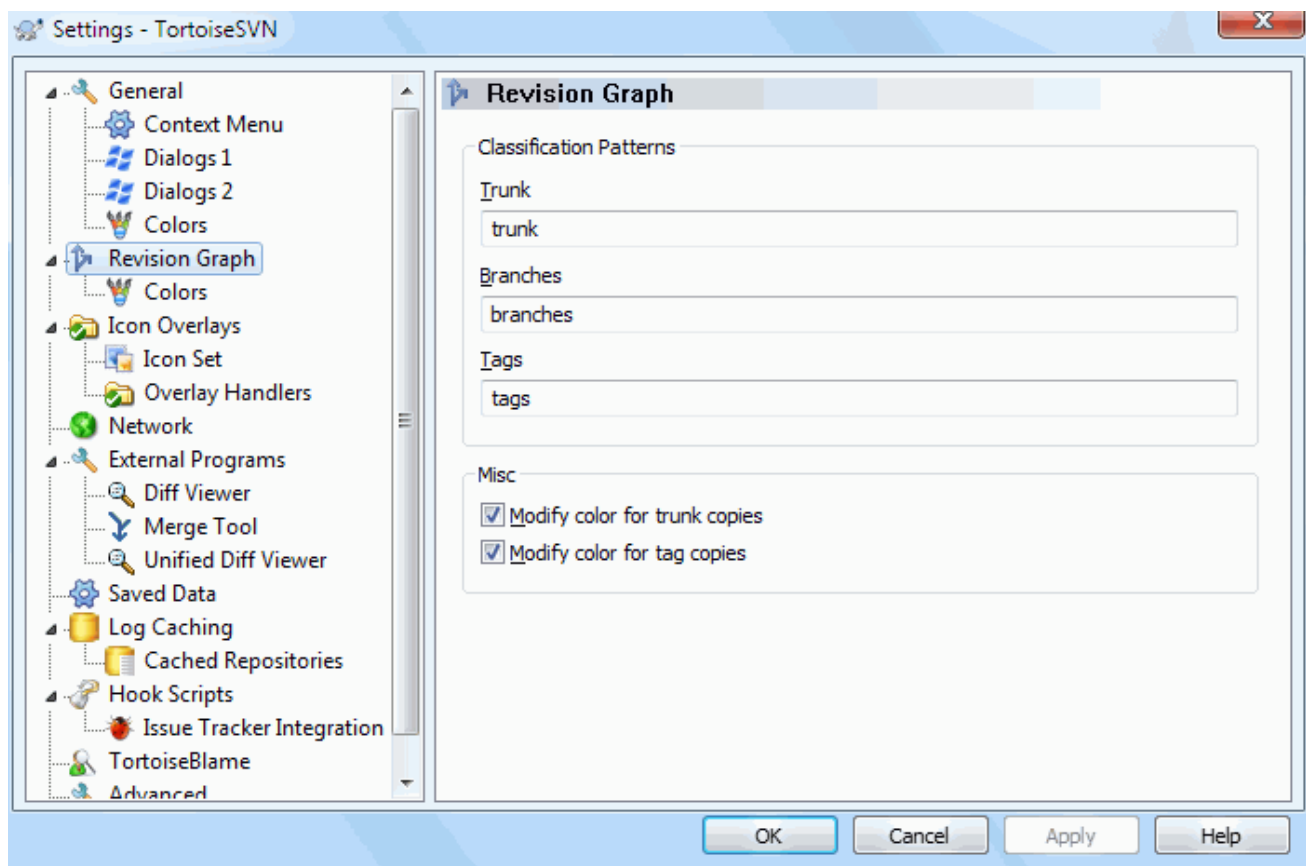 Settings - TortoiseSVN
General
Context Menu
Dialogs 1
Dialogs 2
Colors
Revision Graph
Colors
Icon Overlays
Icon Set
Overlay Handlers
Network
External Programs
Diff Viewer
Merge Tool
Unified Diff Viewer
Saved Data
Log Caching
Cached Repositories
Hook Scripts
Issue Tracker Integration
TortoiseBlame
Advanced
Revision Graph
Classification Patterns
Trunk
trunk
Branches
branches
Tags
tags
Misc
Modify color for trunk copies
Modify color for tag copies
OK Cancel Apply Help